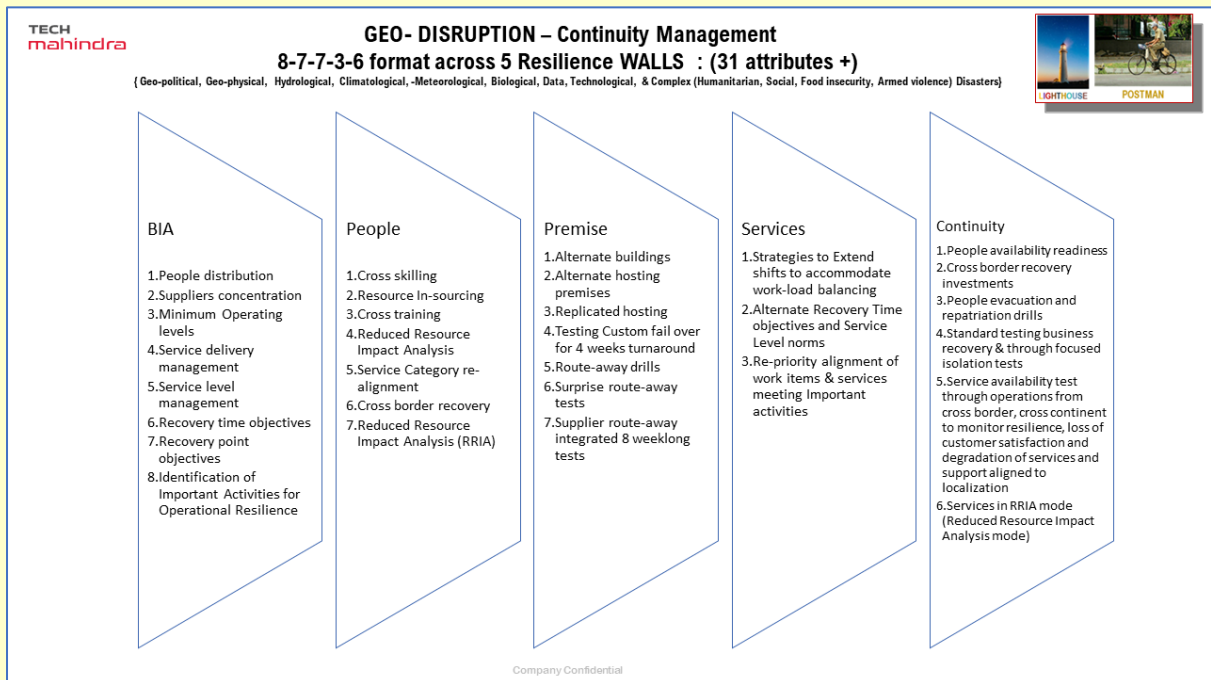 TECH
mahindra
GEO- DISRUPTION – Continuity Management
8-7-7-3-6 format across 5 Resilience WALLS : (31 attributes +)
{ Geo-political, Geo-physical, Hydrological, Climatological, -Meteorological, Biological, Data, Technological, & Complex (Humanitarian, Social, Food insecurity, Armed violence) Disasters}
LIGHTHOUSE
POSTMAN
BIA
1.People distribution
2.Suppliers concentration
3.Minimum Operating
levels
4.Service delivery
management
5.Service level
management
6.Recovery time objectives
7.Recovery point
objectives
8.Identification of
Important Activities for
Operational Resilience
People
1.Cross skilling
2.Resource In-sourcing
3.Cross training
4.Reduced Resource
Impact Analysis
5.Service Category re-
alignment
6.Cross border recovery
7.Reduced Resource
Impact Analysis (RRIA)
Premise
1.Alternate buildings
2.Alternate hosting
premises
3.Replicated hosting
4.Testing Custom fail over
for 4 weeks turnaround
5.Route-away drills
6.Surprise route-away
tests
7.Supplier route-away
integrated 8 weeklong
tests
Services
1.Strategies to Extend
shifts to accommodate
work-load balancing
2.Alternate Recovery Time
objectives and Service
Level norms
3.Re-priority alignment of
work items & services
meeting Important
activities
Continuity
1.People availability readiness
2.Cross border recovery
investments
3.People evacuation and
repatriation drills
4.Standard testing business
recovery & through focused
isolation tests
5.Service availability test
through operations from
cross border, cross continent
to monitor resilience, loss of
customer satisfaction and
degradation of services and
support aligned to
localization
6.Services in RRIA mode
(Reduced Resource Impact
Analysis mode)
Company Confidential